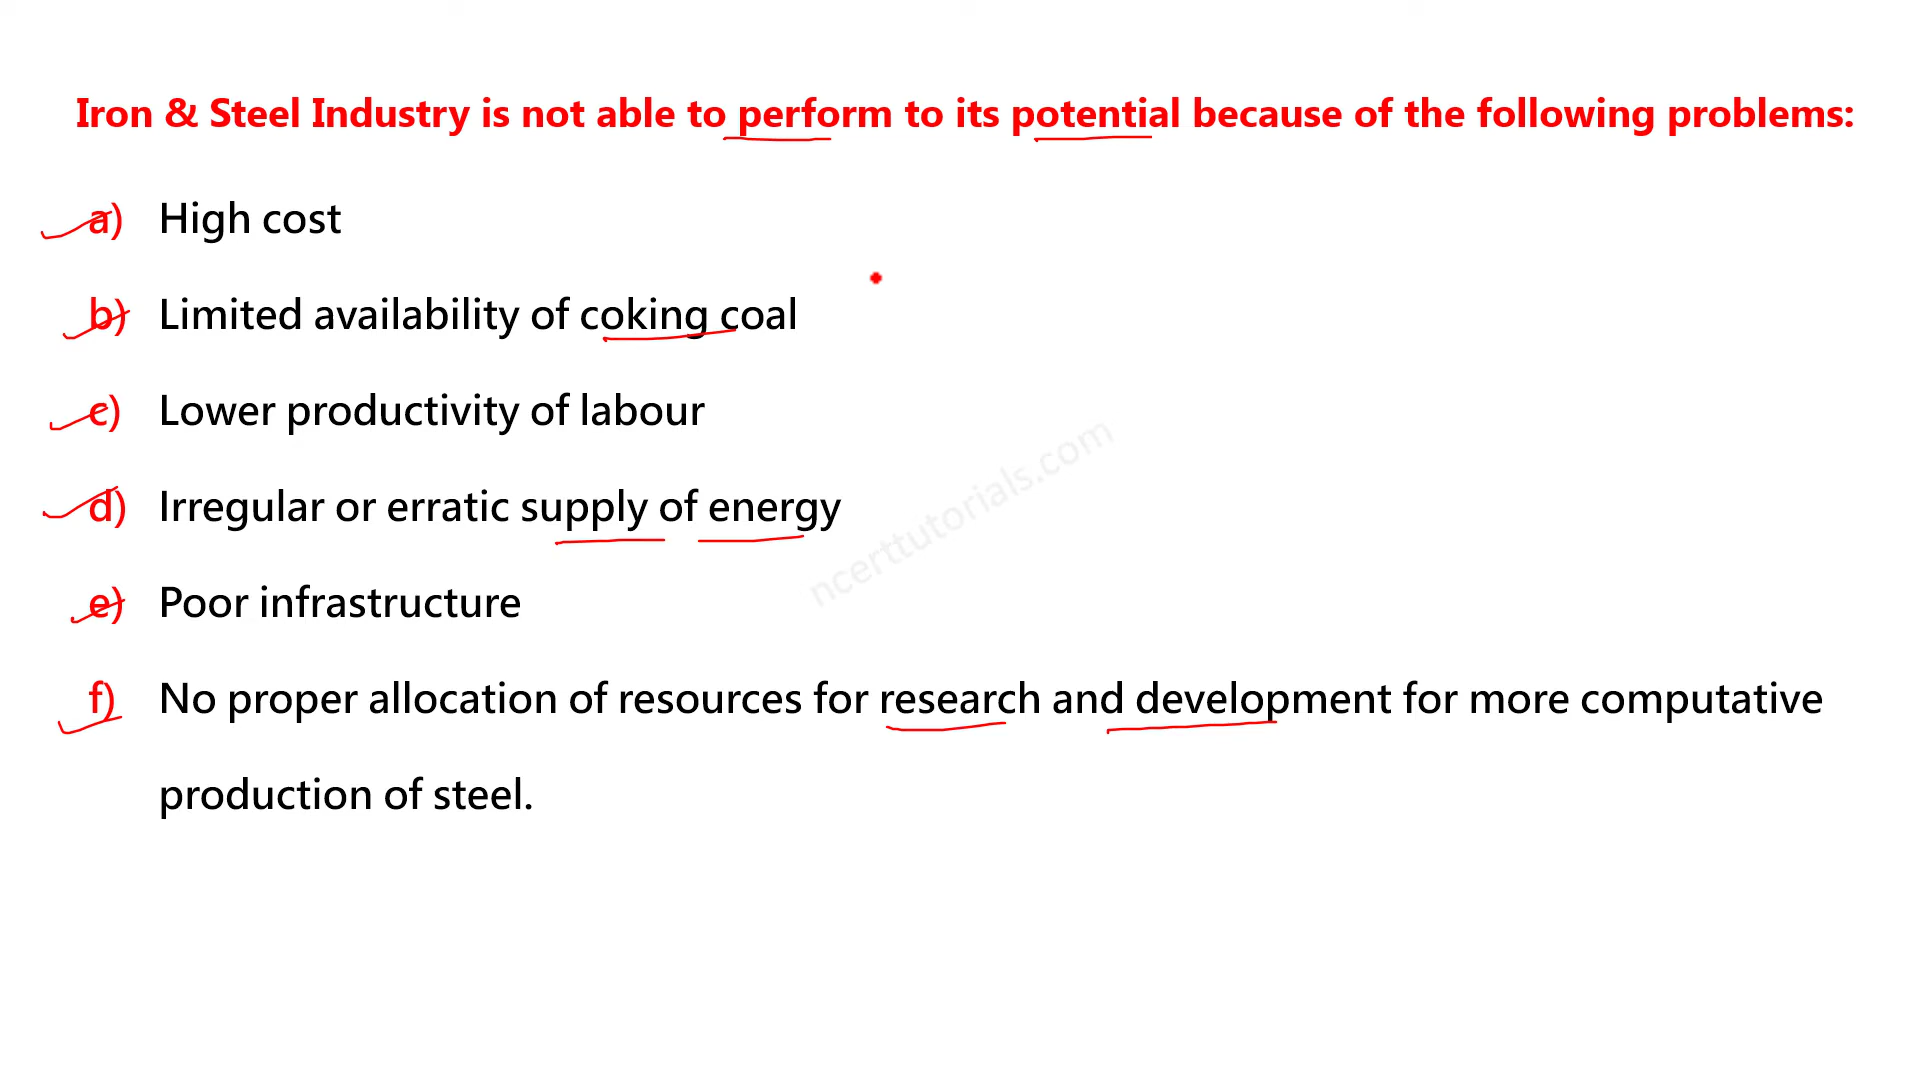 Iron & Steel Industry is not able to perform to its potential because of the following problems:
a) High cost
b) Limited availability of coking coal
c) Lower productivity of labour
d) Irregular or erratic supply of energy
e) Poor infrastructure
f) No proper allocation of resources for research and development for more computative
production of steel.
ncerttutorials.com